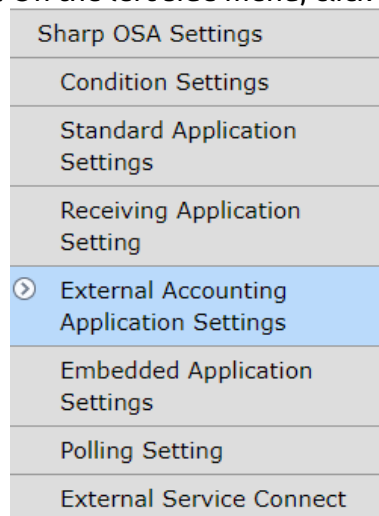 Sharp OSA Settings
Condition Settings
Standard Application
Settings
Receiving Application
Setting
External Accounting
Application Settings
Embedded Application
Settings
Polling Setting
External Service Connect